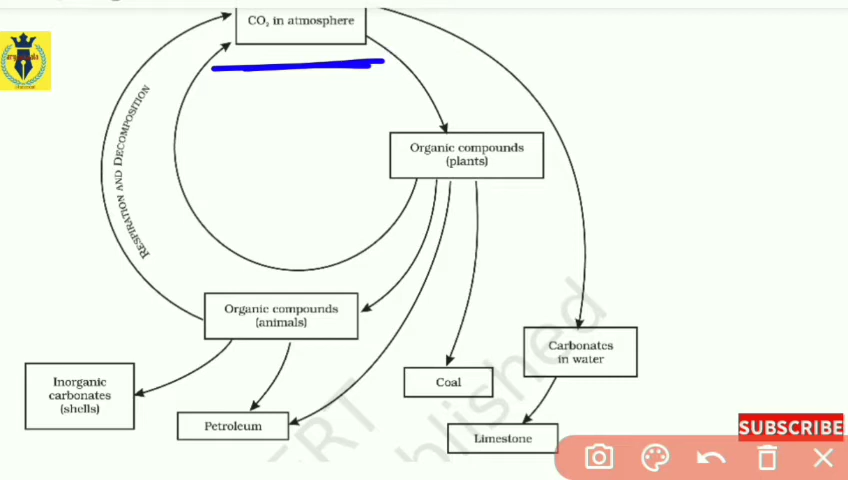 CO₂ in atmosphere
RESPIRATION AND DECOMPOSITION
Organic compounds
(plants)
Organic compounds
(animals)
Carbonates
in water
Inorganic
carbonates
(shells)
Coal
Petroleum
Limestone
SUBSCRIBE